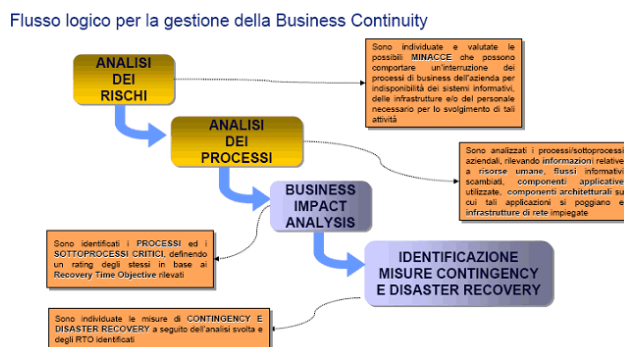 Flusso logico per la gestione della Business Continuity
ANALISI
DEI
RISCHI
Sono individuate e valutate le
possibili MINACCE che possono
comportare un'interruzione dei
processi di business dell'azienda per
indisponibilità dei sistemi informativi,
delle infrastrutture e/o del personale
necessario per lo svolgimento di tali
attività
ANALISI
DEI
PROCESSI
Sono analizzati i processi/sottoprocessi
aziendali, rilevando informazioni relative
a risorse umane, flussi informativi
scambiati, componenti applicative
utilizzate, componenti architetturali su
cui tali applicazioni si poggiano e
infrastrutture di rete impiegate
BUSINESS
IMPACT
ANALYSIS
Sono identificati i PROCESSI ed i
SOTTOPROCESSI CRITICI, definendo
un rating degli stessi in base ai
Recovery Time Objective rilevati
IDENTIFICAZIONE
MISURE CONTINGENCY
E DISASTER RECOVERY
Sono individuate le misure di CONTINGENCY E
DISASTER RECOVERY a seguito dell'analisi svolta e
degli RTO identificati